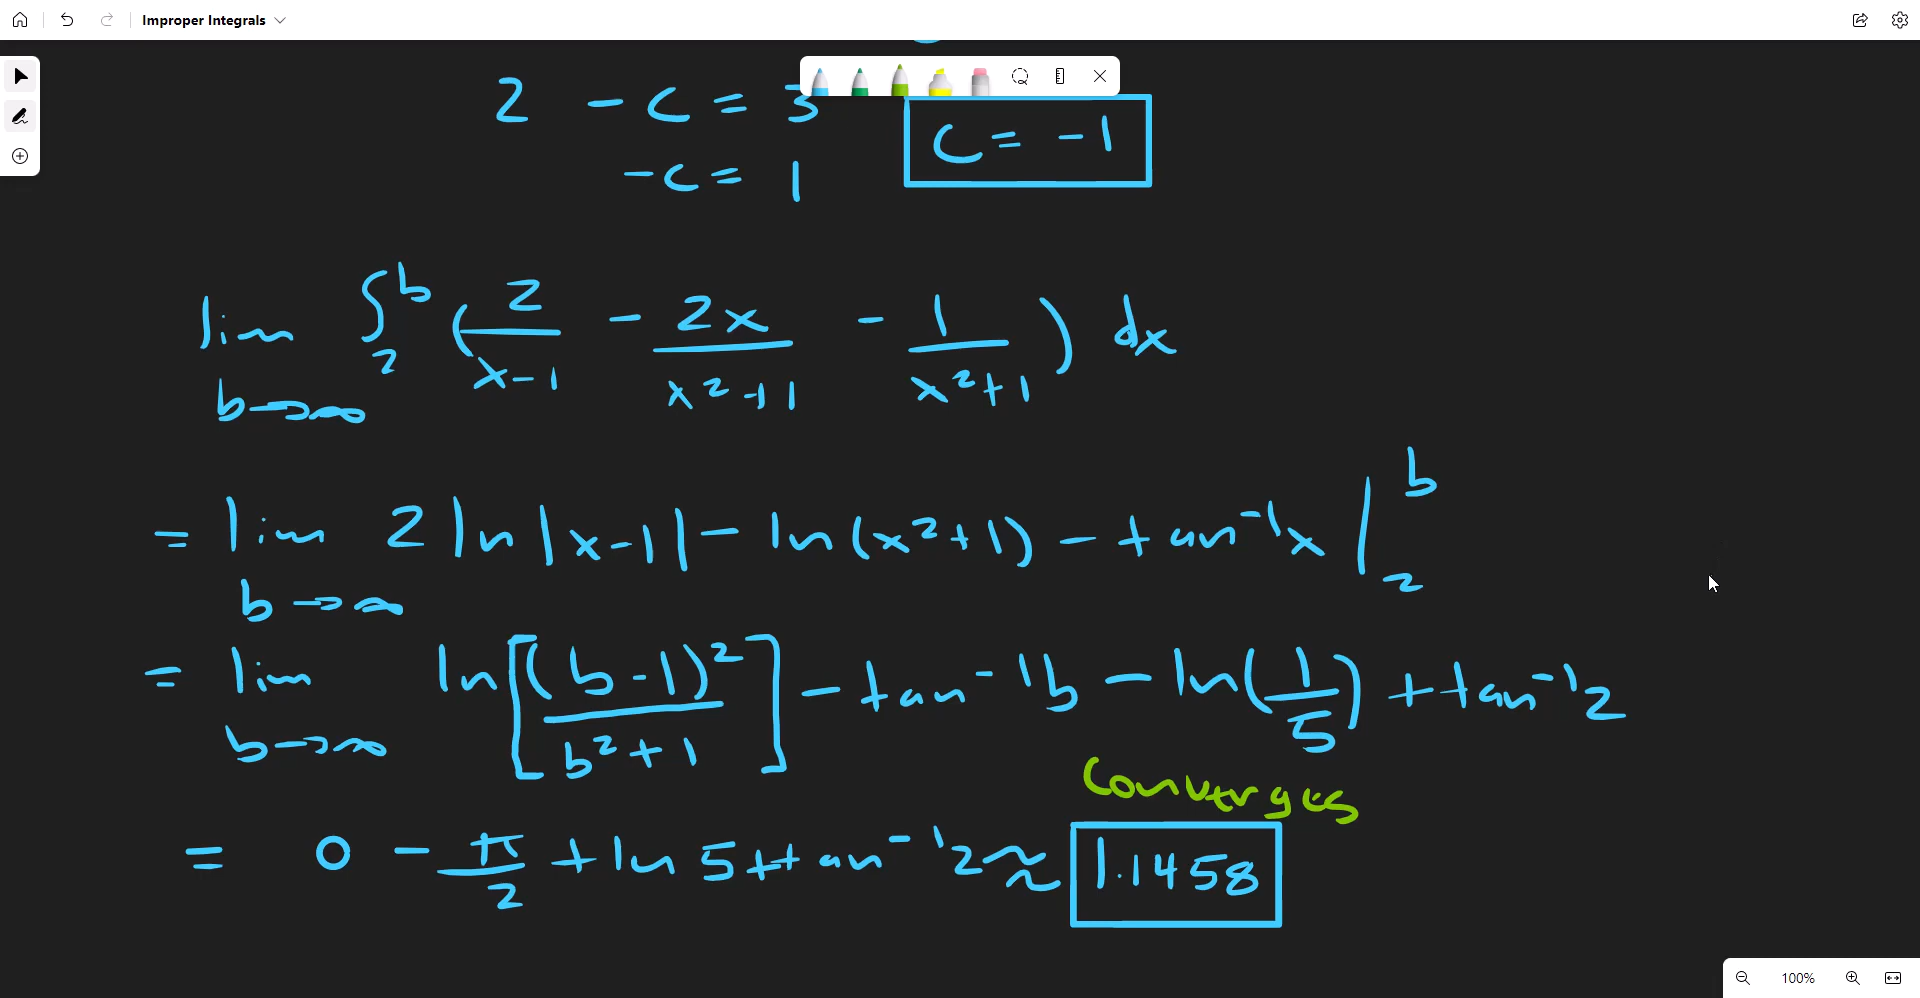 Improper Integrals
2 - c = 3
c = -1
-c = 1
lim b→∞ ∫₂ᵇ (2/(x-1) - 2x/(x²+1) - 1/(x²+1)) dx
= lim b→∞ 2 ln|x-1| - ln(x²+1) - tan⁻¹x |₂ᵇ
= lim b→∞ ln[(b-1)²/(b²+1)] - tan⁻¹b - ln(1/5) + tan⁻¹2
Converges
= 0 - π/2 + ln 5 + tan⁻¹2 ≈ 1.1458
100%